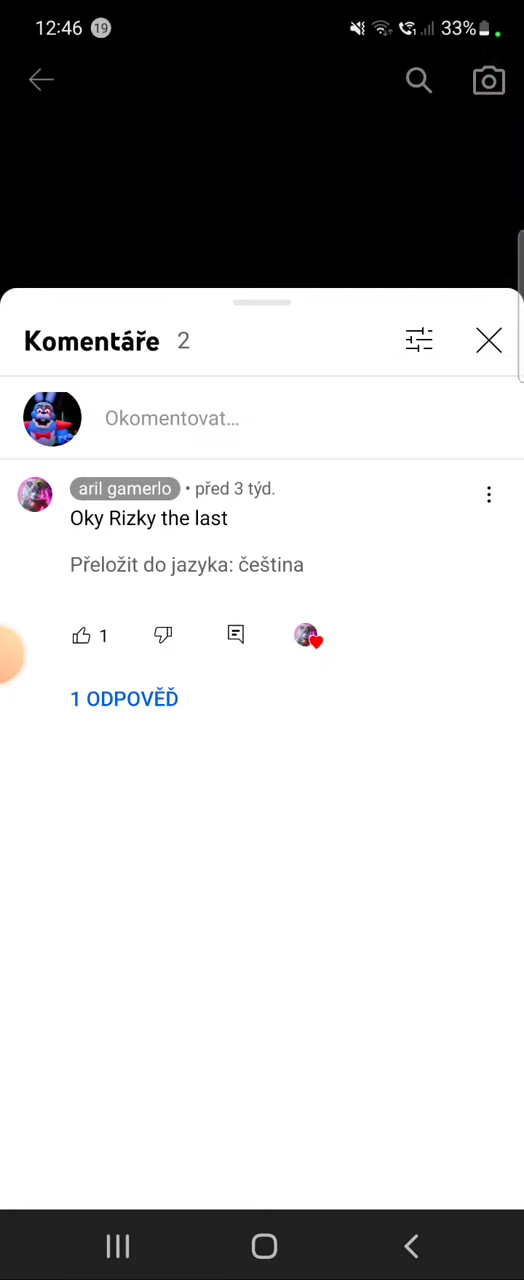 12:46 19 33%
Komentáře 2
Okomentovat...
aril gamerlo • před 3 týd.
Oky Rizky the last
Přeložit do jazyka: čeština
1
1 ODPOVĚĎ